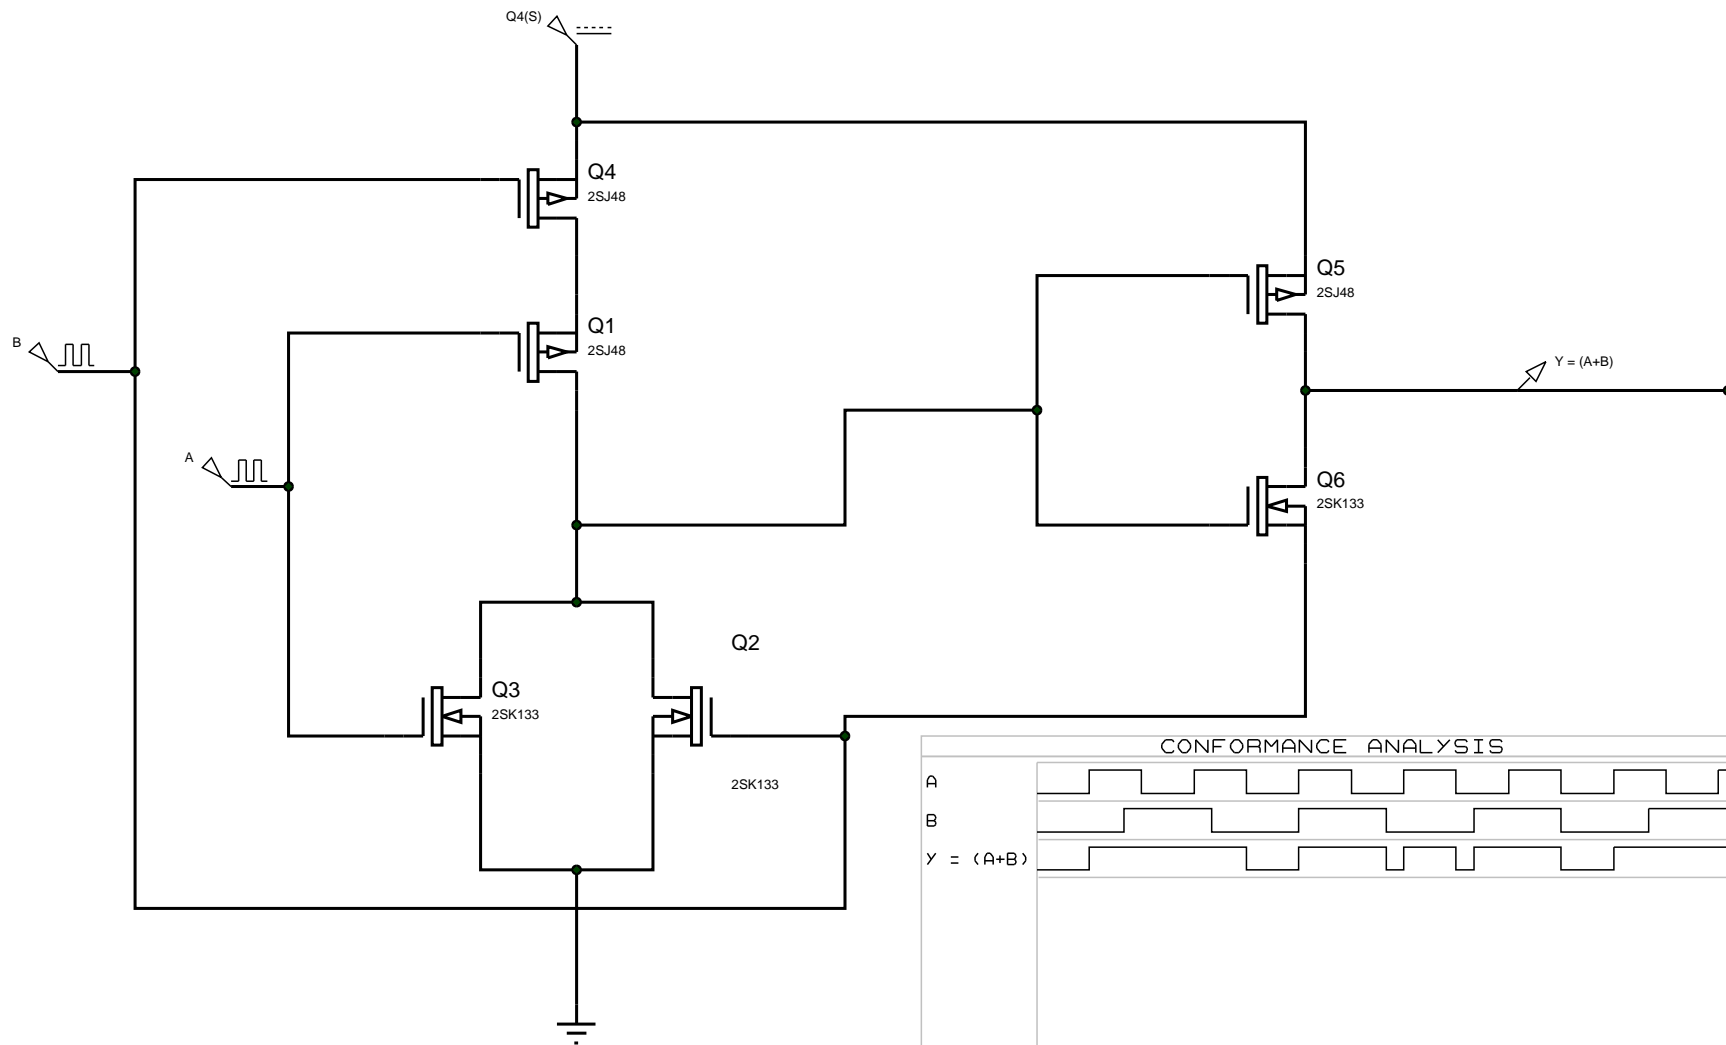 Q4(S)
Q4
2SJ48
Q1
2SJ48
Q5
2SJ48
B
A
Y = (A+B)
Q6
2SK133
Q2
Q3
2SK133
2SK133
CONFORMANCE ANALYSIS
A
B
Y = (A+B)